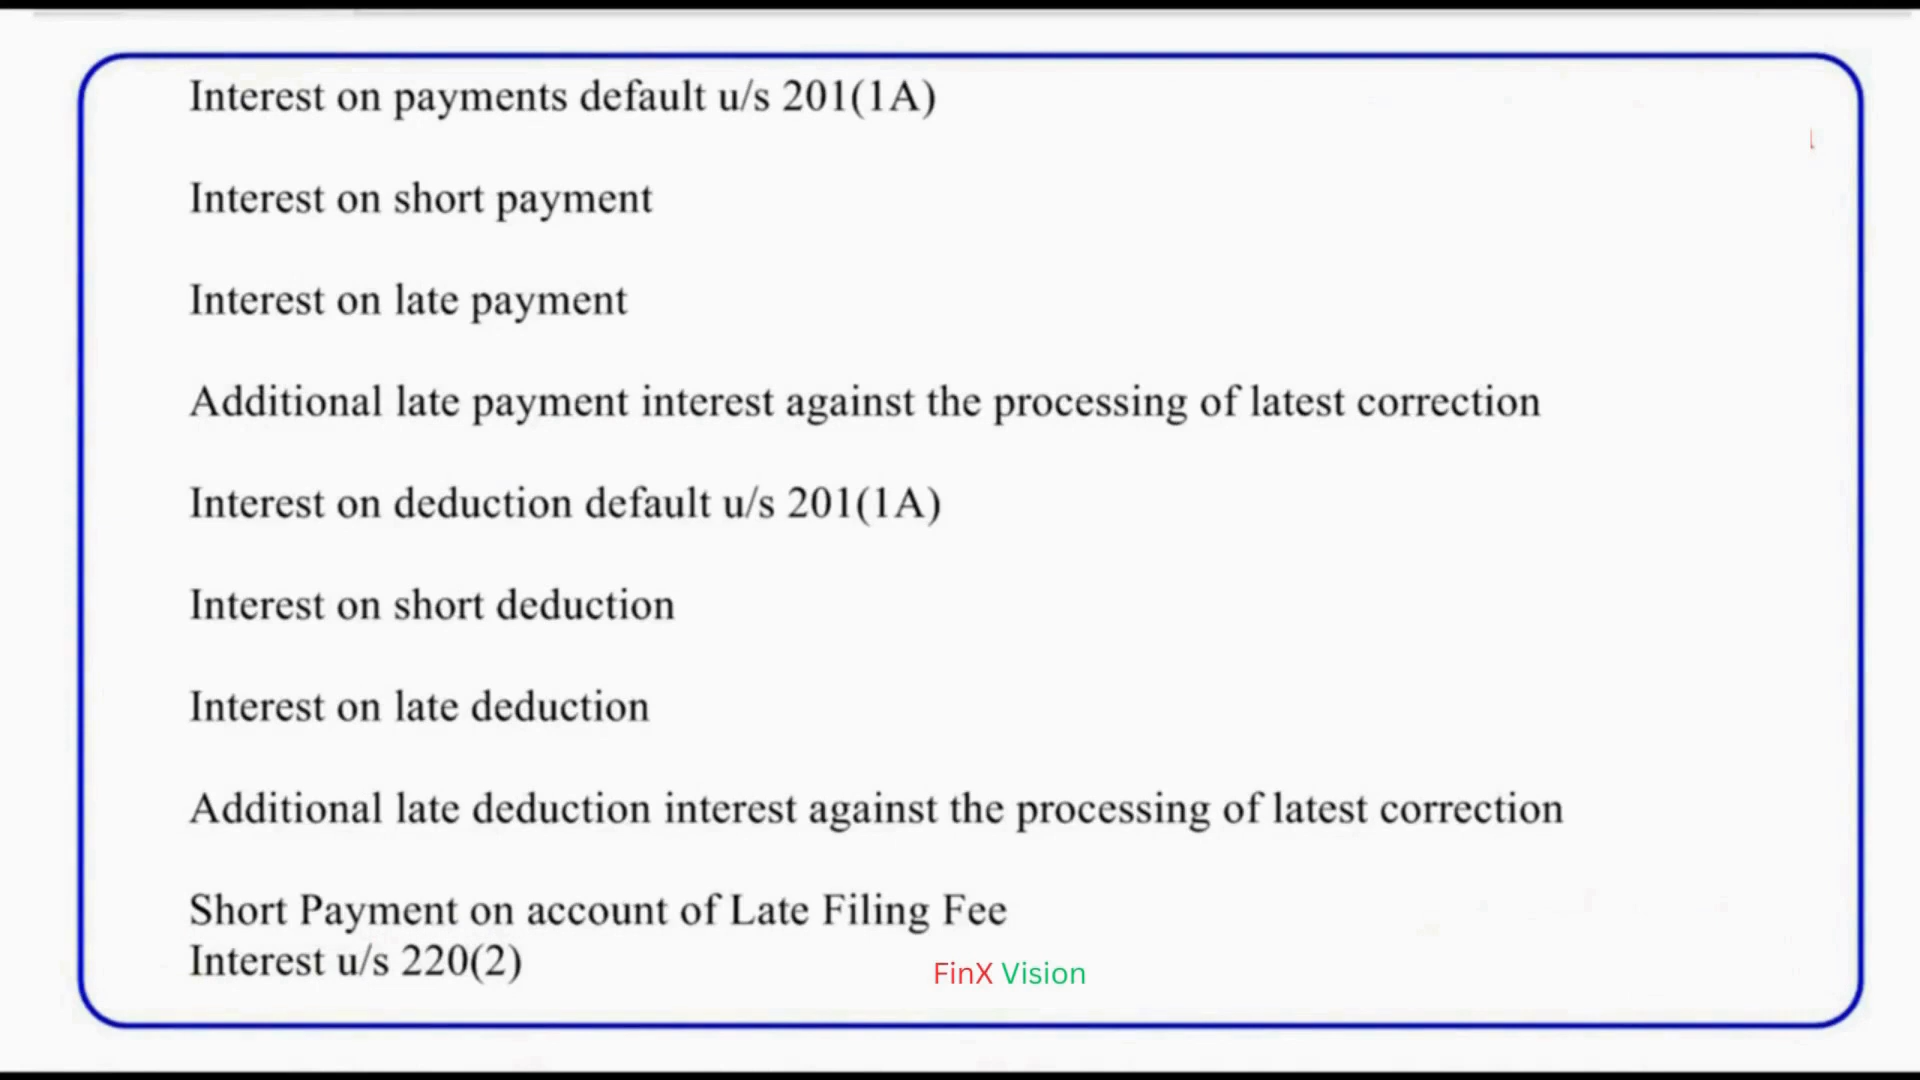 Interest on payments default u/s 201(1A)
Interest on short payment
Interest on late payment
Additional late payment interest against the processing of latest correction
Interest on deduction default u/s 201(1A)
Interest on short deduction
Interest on late deduction
Additional late deduction interest against the processing of latest correction
Short Payment on account of Late Filing Fee
Interest u/s 220(2)
FinX Vision